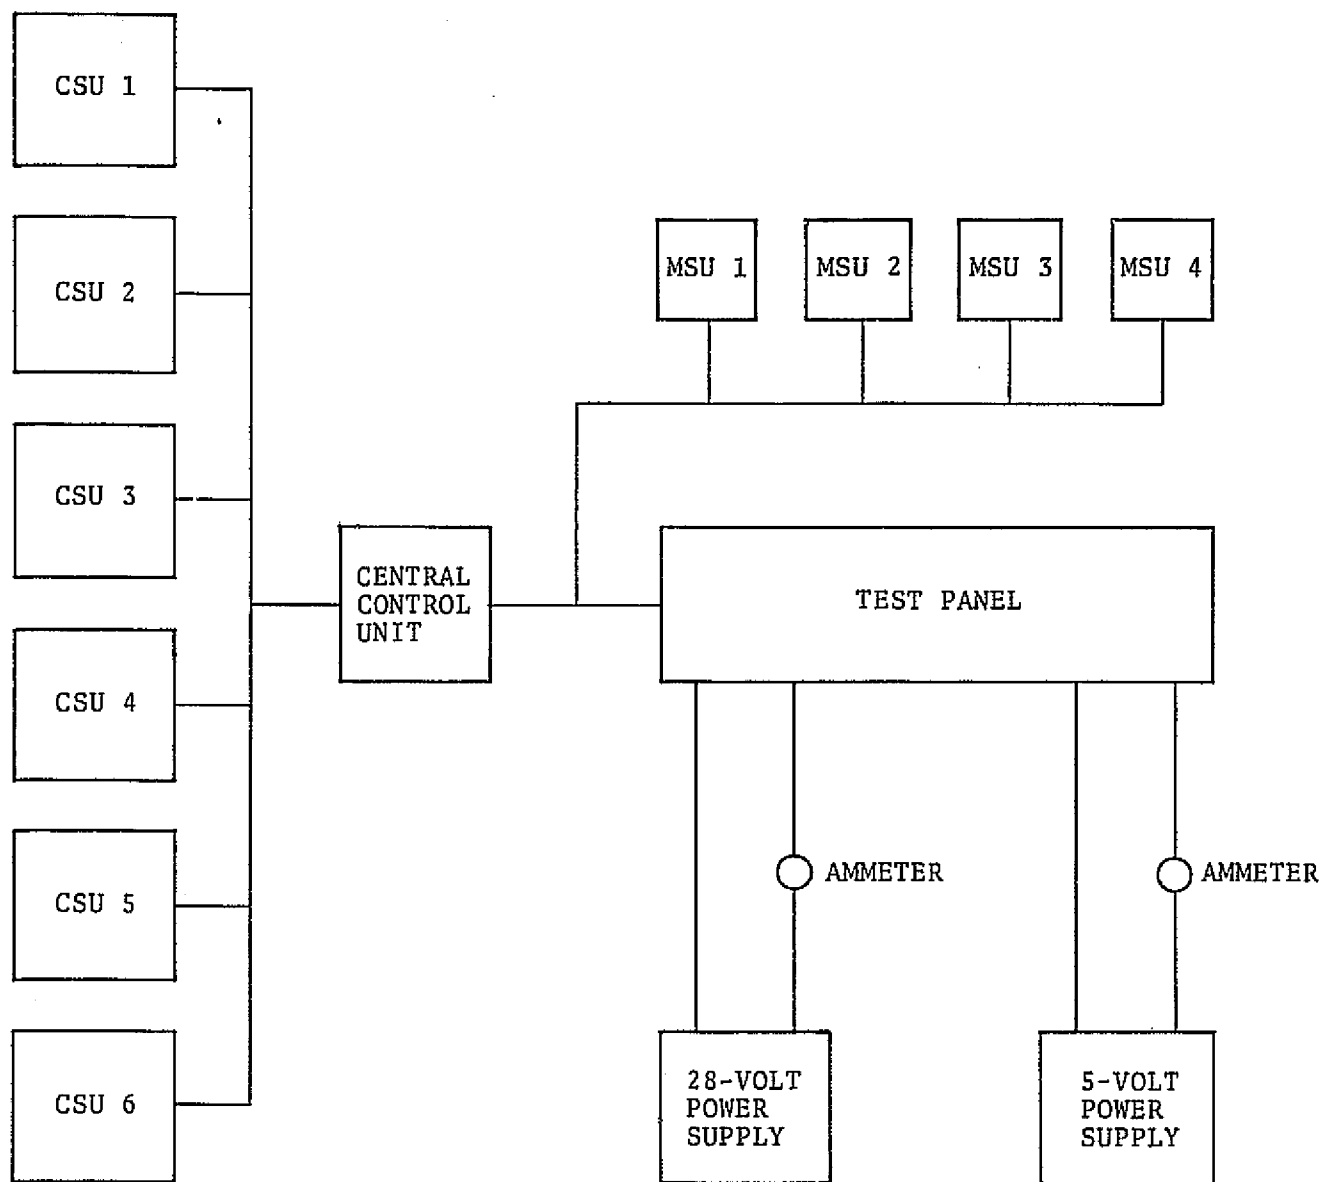 CSU 1
CSU 2
CSU 3
CSU 4
CSU 5
CSU 6
MSU 1
MSU 2
MSU 3
MSU 4
CENTRAL
CONTROL
UNIT
TEST PANEL
AMMETER
AMMETER
28-VOLT
POWER
SUPPLY
5-VOLT
POWER
SUPPLY